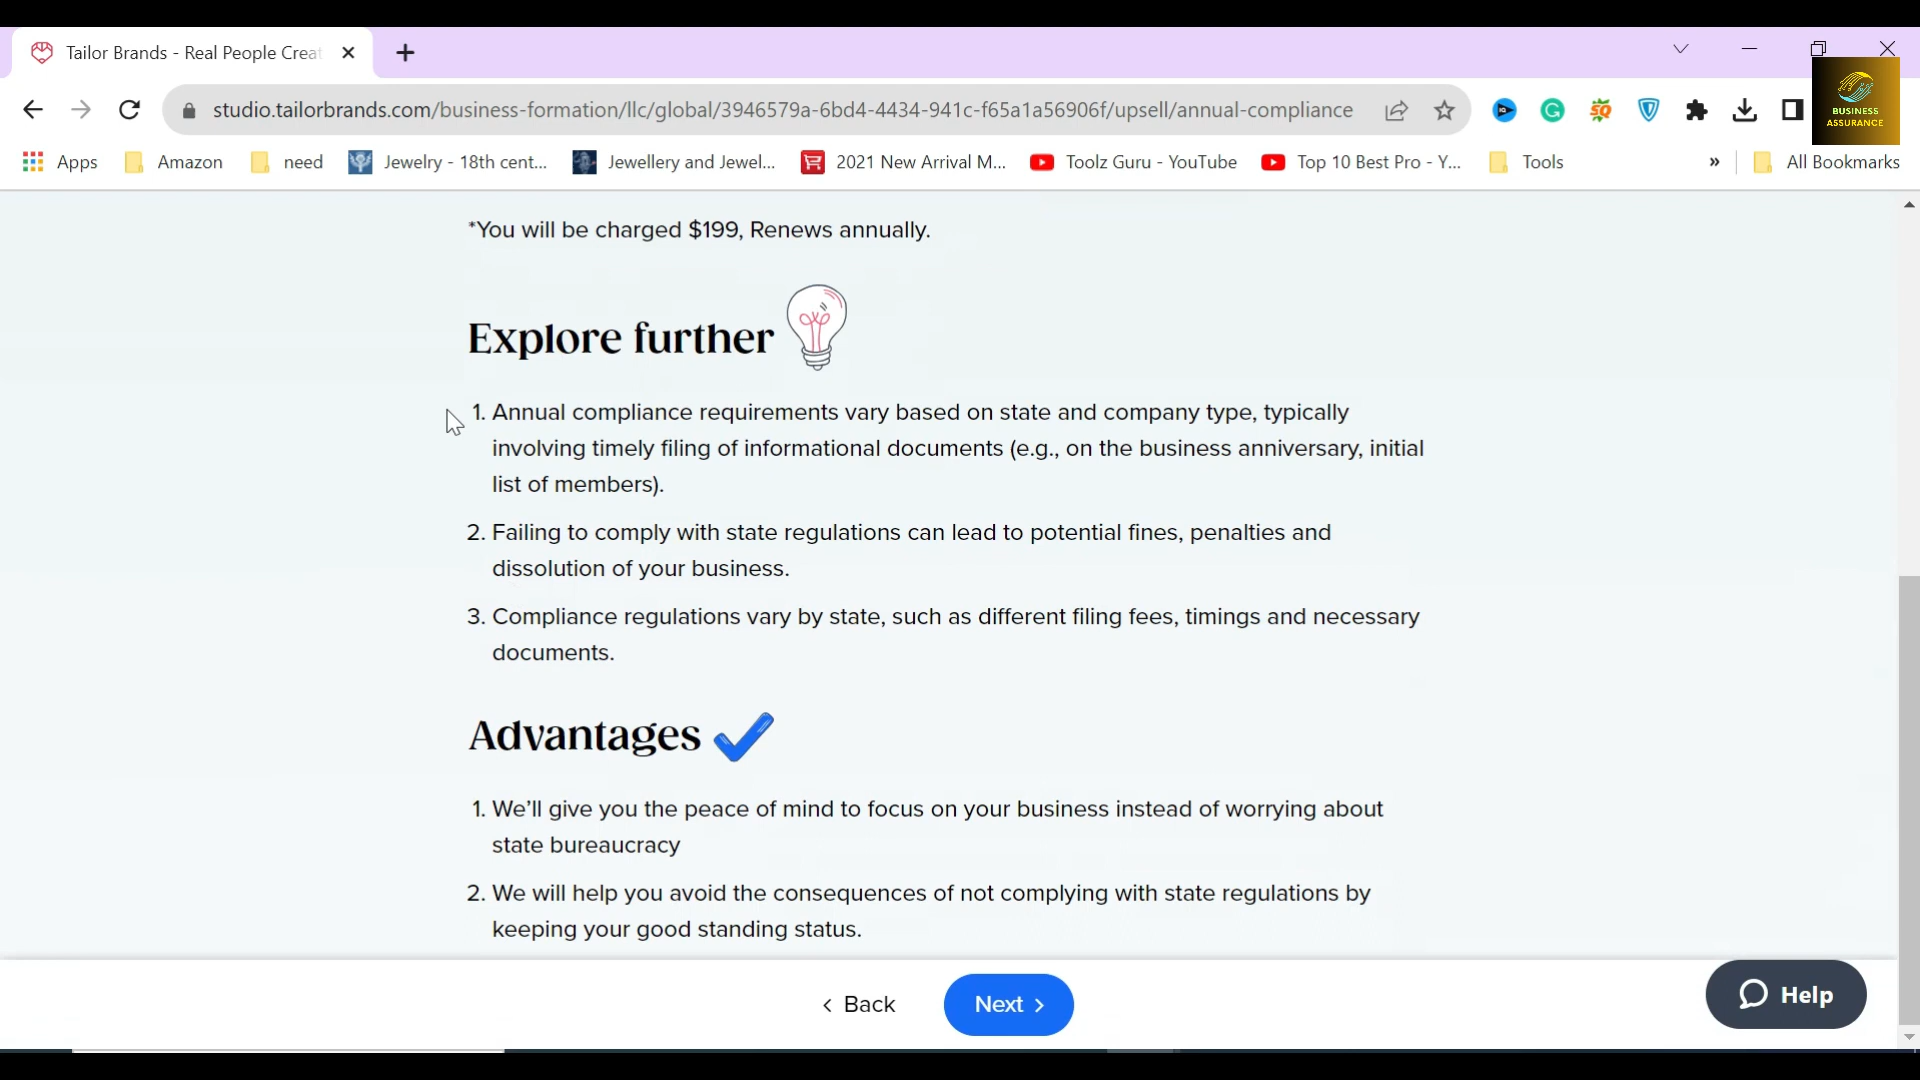 Tailor Brands - Real People Creat
studio.tailorbrands.com/business-formation/llc/global/3946579a-6bd4-4434-941c-f65a1a56906f/upsell/annual-compliance
BUSINESS
ASSURANCE
Apps
Amazon
need
Jewelry - 18th cent...
Jewellery and Jewel...
2021 New Arrival M...
Toolz Guru - YouTube
Top 10 Best Pro - Y...
Tools
»
All Bookmarks
*You will be charged $199, Renews annually.
Explore further
1. Annual compliance requirements vary based on state and company type, typically
involving timely filing of informational documents (e.g., on the business anniversary, initial
list of members).
2. Failing to comply with state regulations can lead to potential fines, penalties and
dissolution of your business.
3. Compliance regulations vary by state, such as different filing fees, timings and necessary
documents.
Advantages
1. We’ll give you the peace of mind to focus on your business instead of worrying about
state bureaucracy
2. We will help you avoid the consequences of not complying with state regulations by
keeping your good standing status.
‹ Back
Next ›
Help